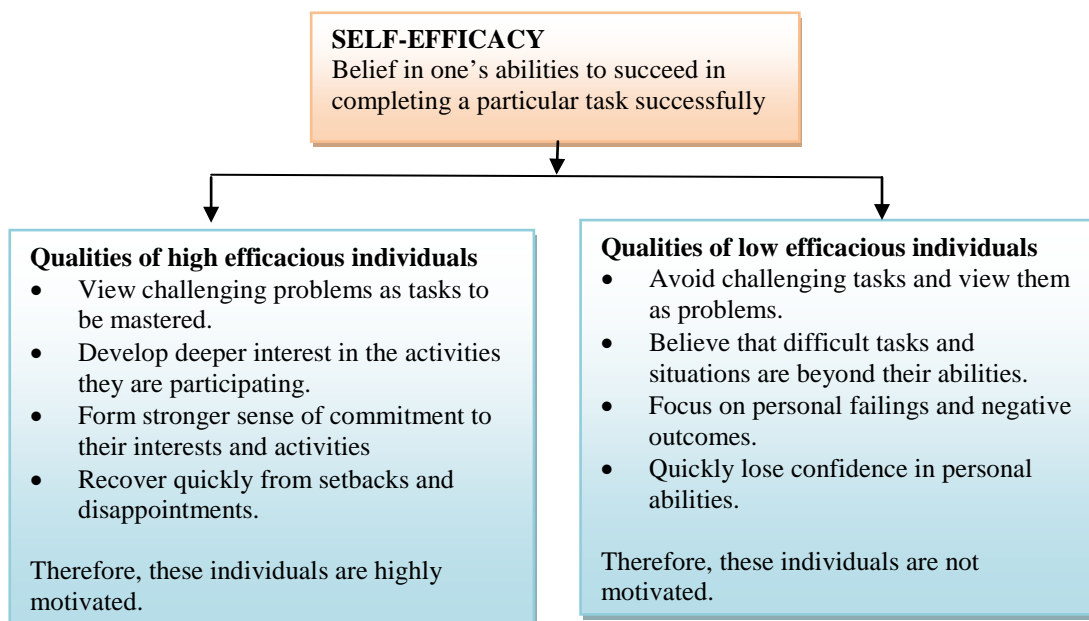 SELF-EFFICACY
Belief in one’s abilities to succeed in
completing a particular task successfully
Qualities of high efficacious individuals
• View challenging problems as tasks to
be mastered.
• Develop deeper interest in the activities
they are participating.
• Form stronger sense of commitment to
their interests and activities
• Recover quickly from setbacks and
disappointments.
Therefore, these individuals are highly
motivated.
Qualities of low efficacious individuals
• Avoid challenging tasks and view them
as problems.
• Believe that difficult tasks and
situations are beyond their abilities.
• Focus on personal failings and negative
outcomes.
• Quickly lose confidence in personal
abilities.
Therefore, these individuals are not
motivated.